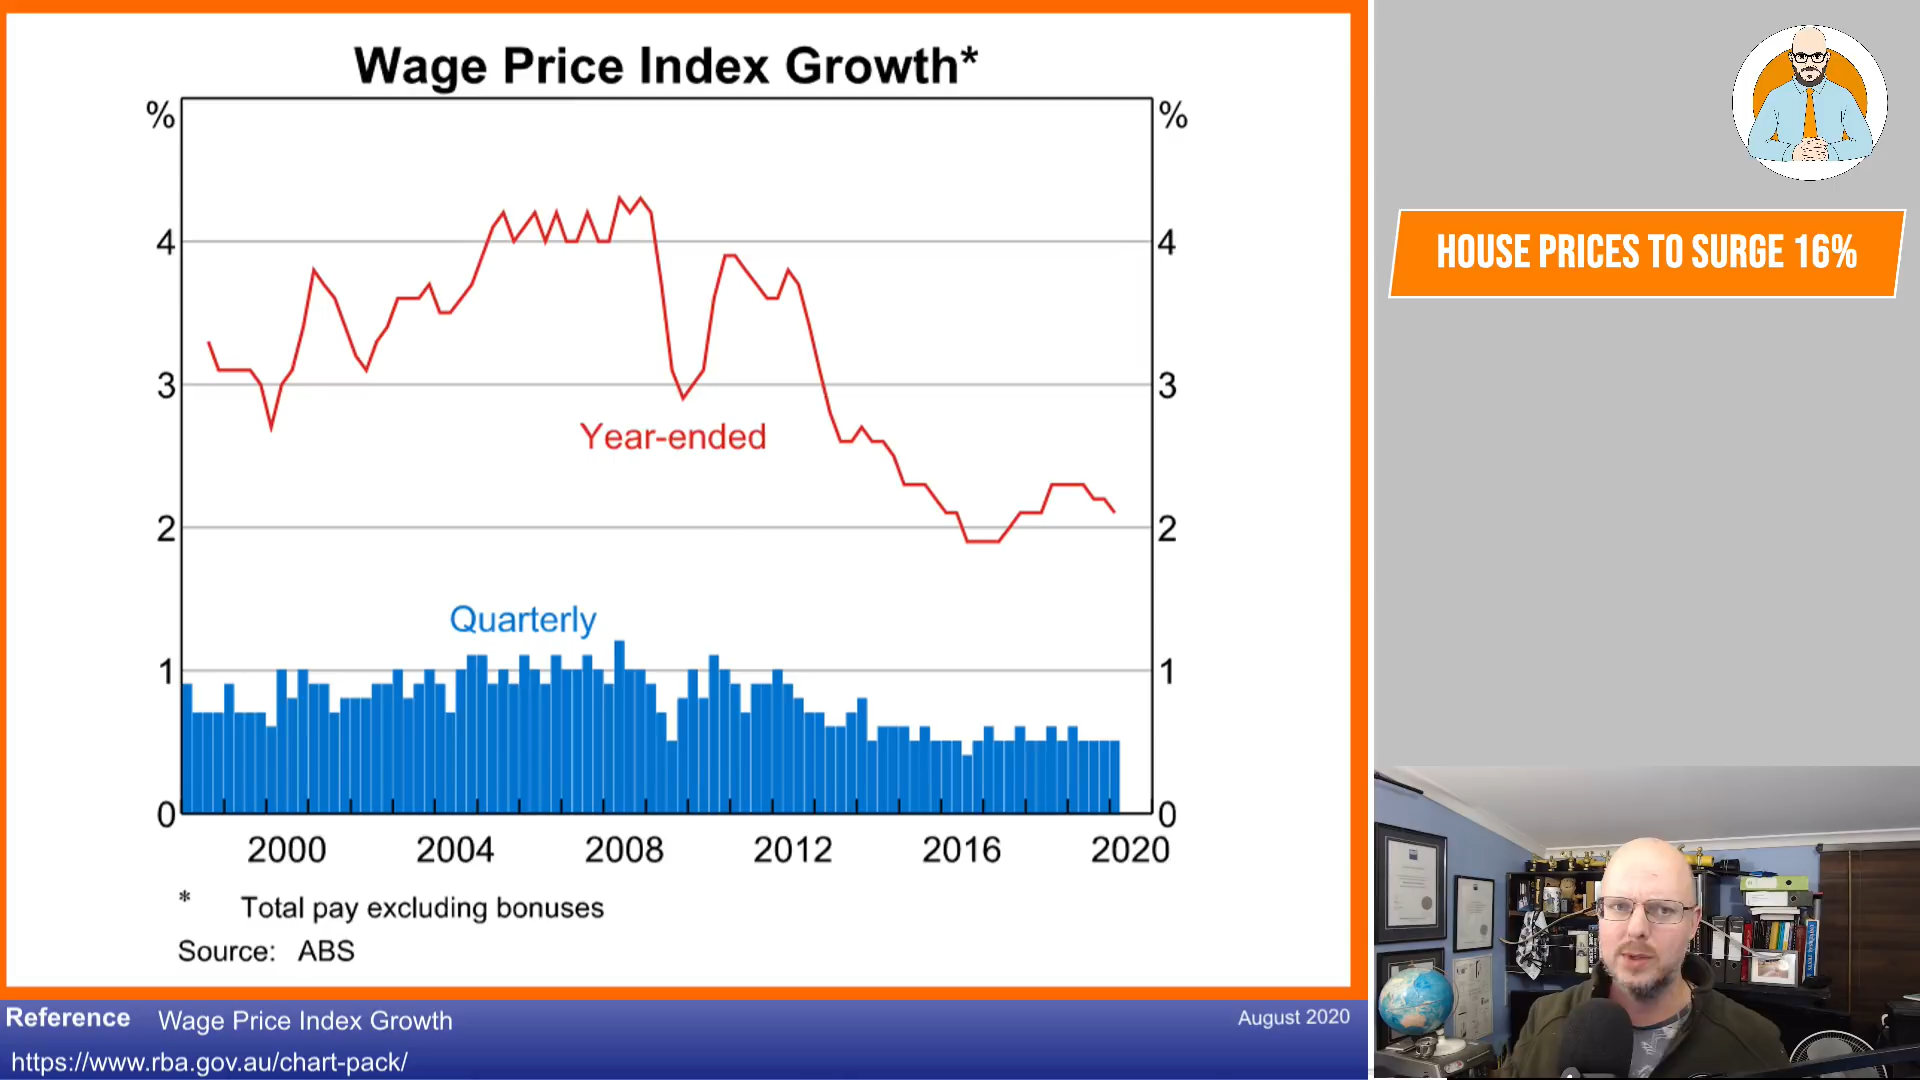 Wage Price Index Growth*
% %
4 4
3 3
Year-ended
2 2
Quarterly
1 1
0 0
2000 2004 2008 2012 2016 2020
* Total pay excluding bonuses
Source: ABS
Reference Wage Price Index Growth August 2020
https://www.rba.gov.au/chart-pack/
HOUSE PRICES TO SURGE 16%